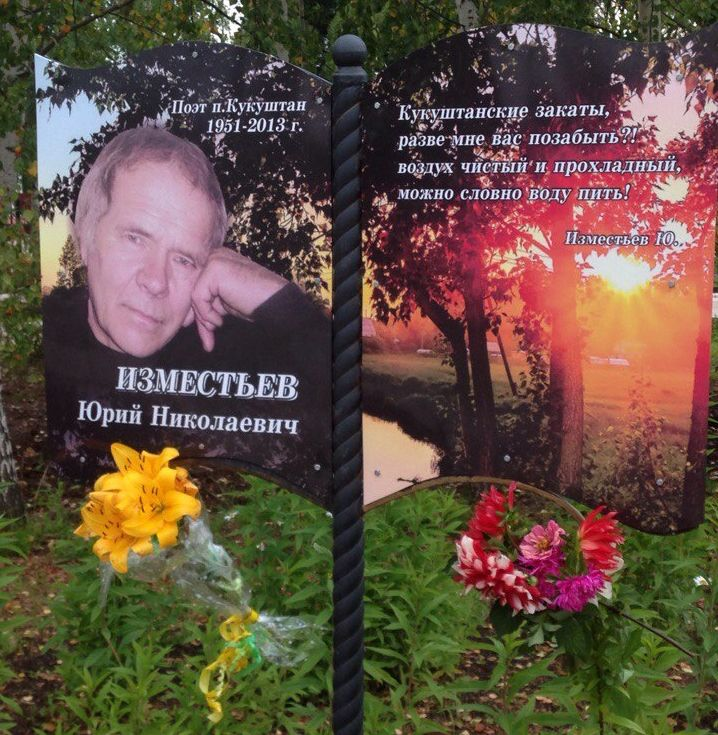 Поэт п.Кукуштан
1951-2013 г.
ИЗМЕСТЬЕВ
Юрий Николаевич
Кукуштанские закаты,
разве мне вас позабыть?!
воздух чистый и прохладный,
можно словно воду пить!
Изместьев Ю.